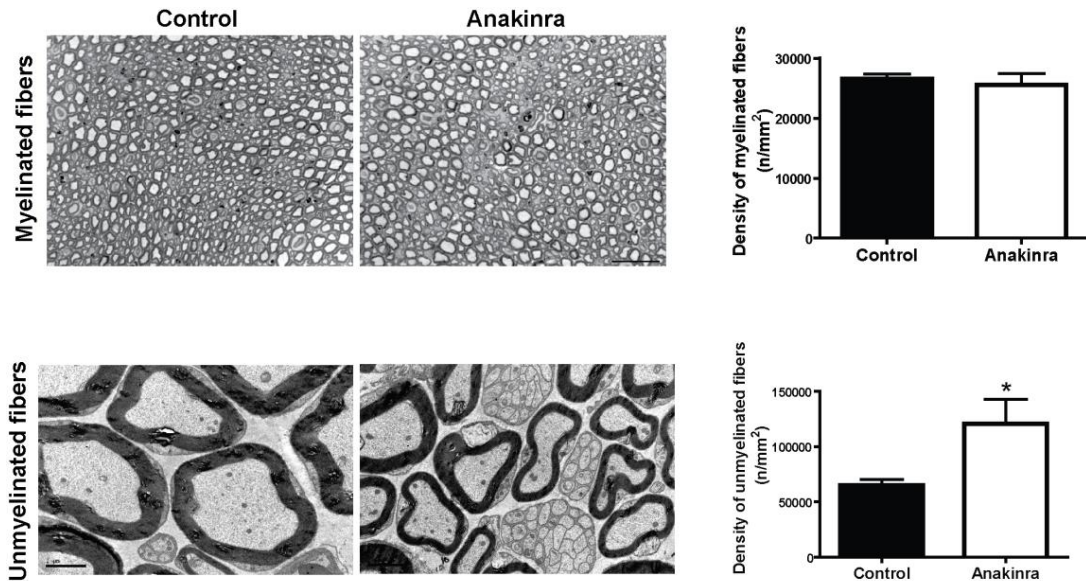 Control
Anakinra
Myelinated fibers
Density of myelinated fibers
(n/mm²)
30000
20000
10000
0
Control
Anakinra
Unmyelinated fibers
Density of unmyelinated fibers
(n/mm²)
150000
100000
50000
0
*
Control
Anakinra